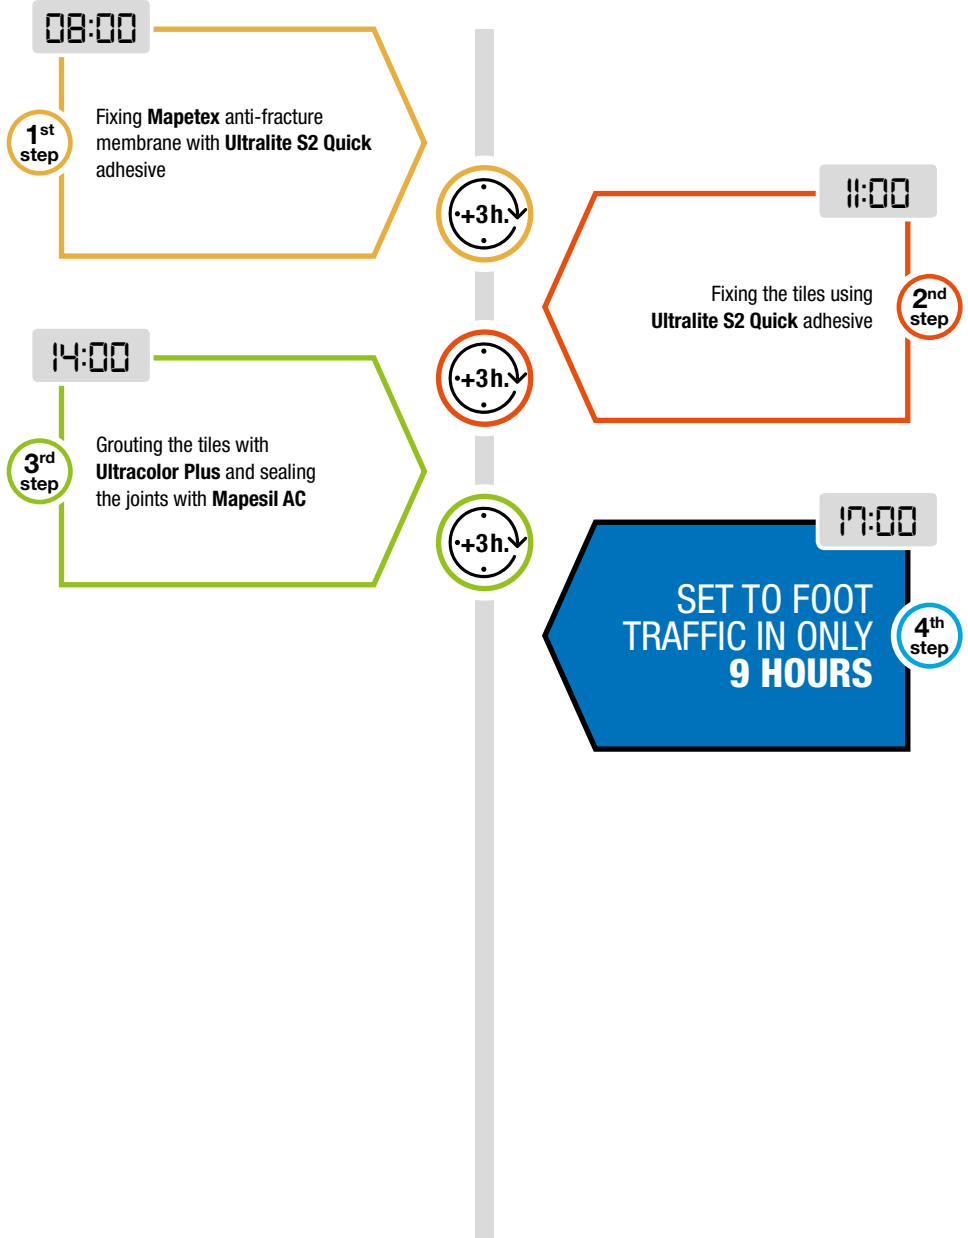 08:00
1st
step
Fixing Mapetex anti-fracture
membrane with Ultralite S2 Quick
adhesive
+3h.
11:00
2nd
step
Fixing the tiles using
Ultralite S2 Quick adhesive
+3h.
14:00
3rd
step
Grouting the tiles with
Ultracolor Plus and sealing
the joints with Mapesil AC
+3h.
17:00
4th
step
SET TO FOOT
TRAFFIC IN ONLY
9 HOURS